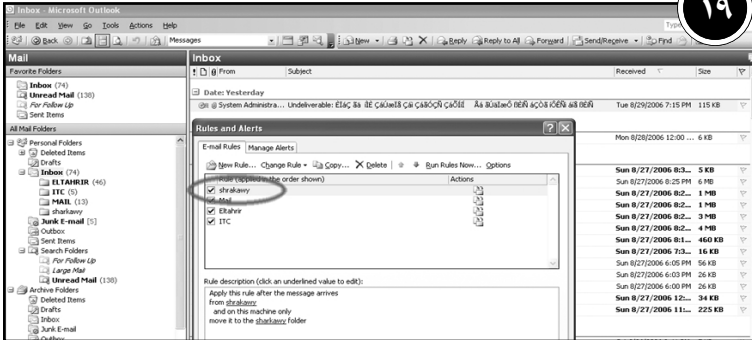 Inbox - Microsoft Outlook
١٩
File Edit View Go Tools Actions Help
Back Messages New Reply Reply to All Forward Send/Receive Find
Mail
Favorite Folders
Inbox (74)
Unread Mail (138)
For Follow Up
Sent Items
All Mail Folders
Personal Folders
Deleted Items
Drafts
Inbox (74)
ELTAHRIR (46)
ITC (5)
MAIL (13)
sharkawy
Junk E-mail [5]
Outbox
Sent Items
Search Folders
For Follow Up
Large Mail
Unread Mail (138)
Archive Folders
Deleted Items
Drafts
Inbox
Junk E-mail
Outbox
Inbox
From Subject Received Size
Date: Yesterday
System Administra... Undeliverable: Tue 8/29/2006 7:15 PM 115 KB
Mon 8/28/2006 12:00 ... 6 KB
Sun 8/27/2006 8:3... 5 KB
Sun 8/27/2006 8:25 PM 6 MB
Sun 8/27/2006 8:2... 1 MB
Sun 8/27/2006 8:2... 1 MB
Sun 8/27/2006 8:2... 3 MB
Sun 8/27/2006 8:2... 4 MB
Sun 8/27/2006 8:1... 460 KB
Sun 8/27/2006 7:3... 16 KB
Sun 8/27/2006 6:05 PM 56 KB
Sun 8/27/2006 6:03 PM 26 KB
Sun 8/27/2006 6:00 PM 26 KB
Sun 8/27/2006 12:... 34 KB
Sun 8/27/2006 11:... 225 KB
Rules and Alerts
E-mail Rules Manage Alerts
New Rule... Change Rule Copy... Delete Run Rules Now... Options
Rule (applied in the order shown) Actions
shrakawy
Mail
Eltahrir
ITC
Rule description (click an underlined value to edit):
Apply this rule after the message arrives
from shrakawy
and on this machine only
move it to the sharkawy folder